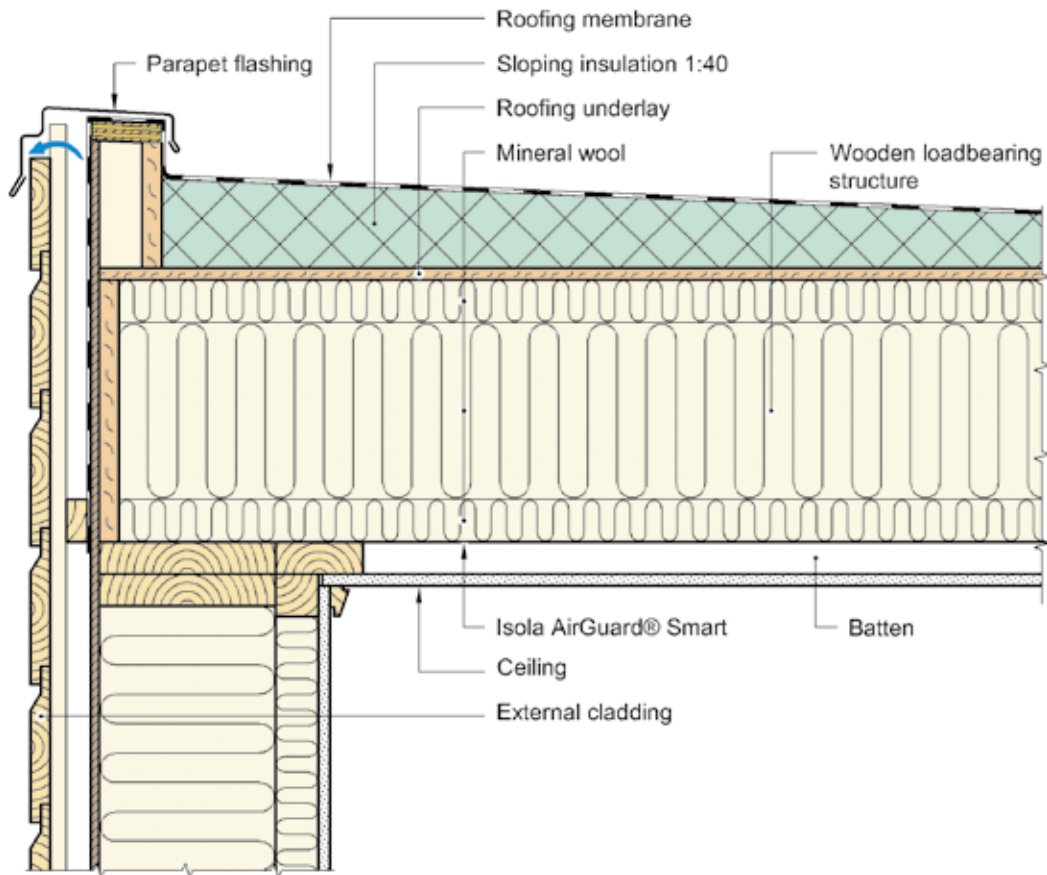 Roofing membrane
Parapet flashing
Sloping insulation 1:40
Roofing underlay
Mineral wool
Wooden loadbearing
structure
Isola AirGuard® Smart
Batten
Ceiling
External cladding